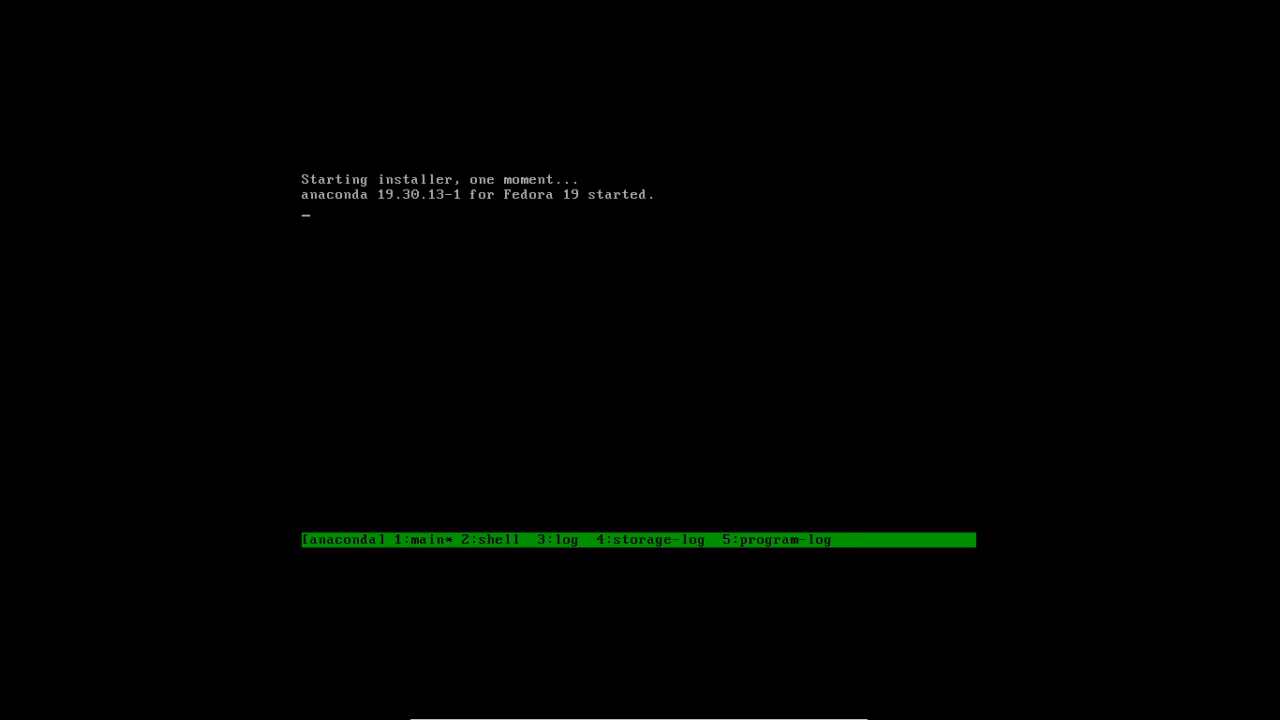 Starting installer, one moment...
anaconda 19.30.13-1 for Fedora 19 started.
[anaconda] 1:main* 2:shell  3:log  4:storage-log  5:program-log